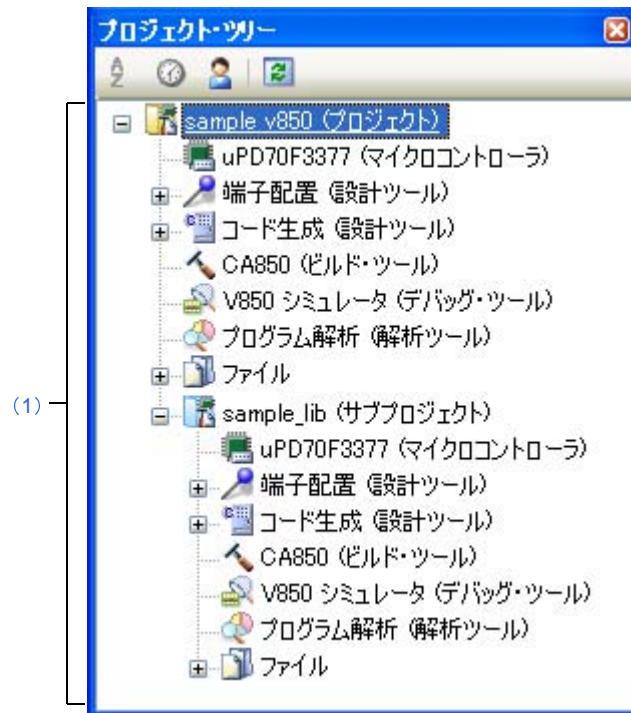 プロジェクト・ツリー
(1)
sample_v850 (プロジェクト)
uPD70F3377 (マイクロコントローラ)
端子配置 (設計ツール)
コード生成 (設計ツール)
CA850 (ビルド・ツール)
V850 シミュレータ (デバッグ・ツール)
プログラム解析 (解析ツール)
ファイル
sample_lib (サブプロジェクト)
uPD70F3377 (マイクロコントローラ)
端子配置 (設計ツール)
コード生成 (設計ツール)
CA850 (ビルド・ツール)
V850 シミュレータ (デバッグ・ツール)
プログラム解析 (解析ツール)
ファイル